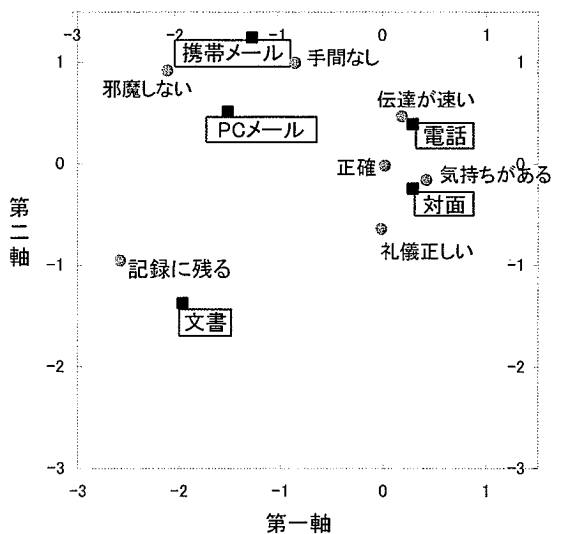 -3 -2 -1 0 1
1 携帯メール 手間なし 1
邪魔しない
伝達が速い
PCメール 電話
0 正確 気持ちがある 0
対面
第二軸
礼儀正しい
-1 記録に残る -1
文書
-2 -2
-3 -3
-3 -2 -1 0 1
第一軸